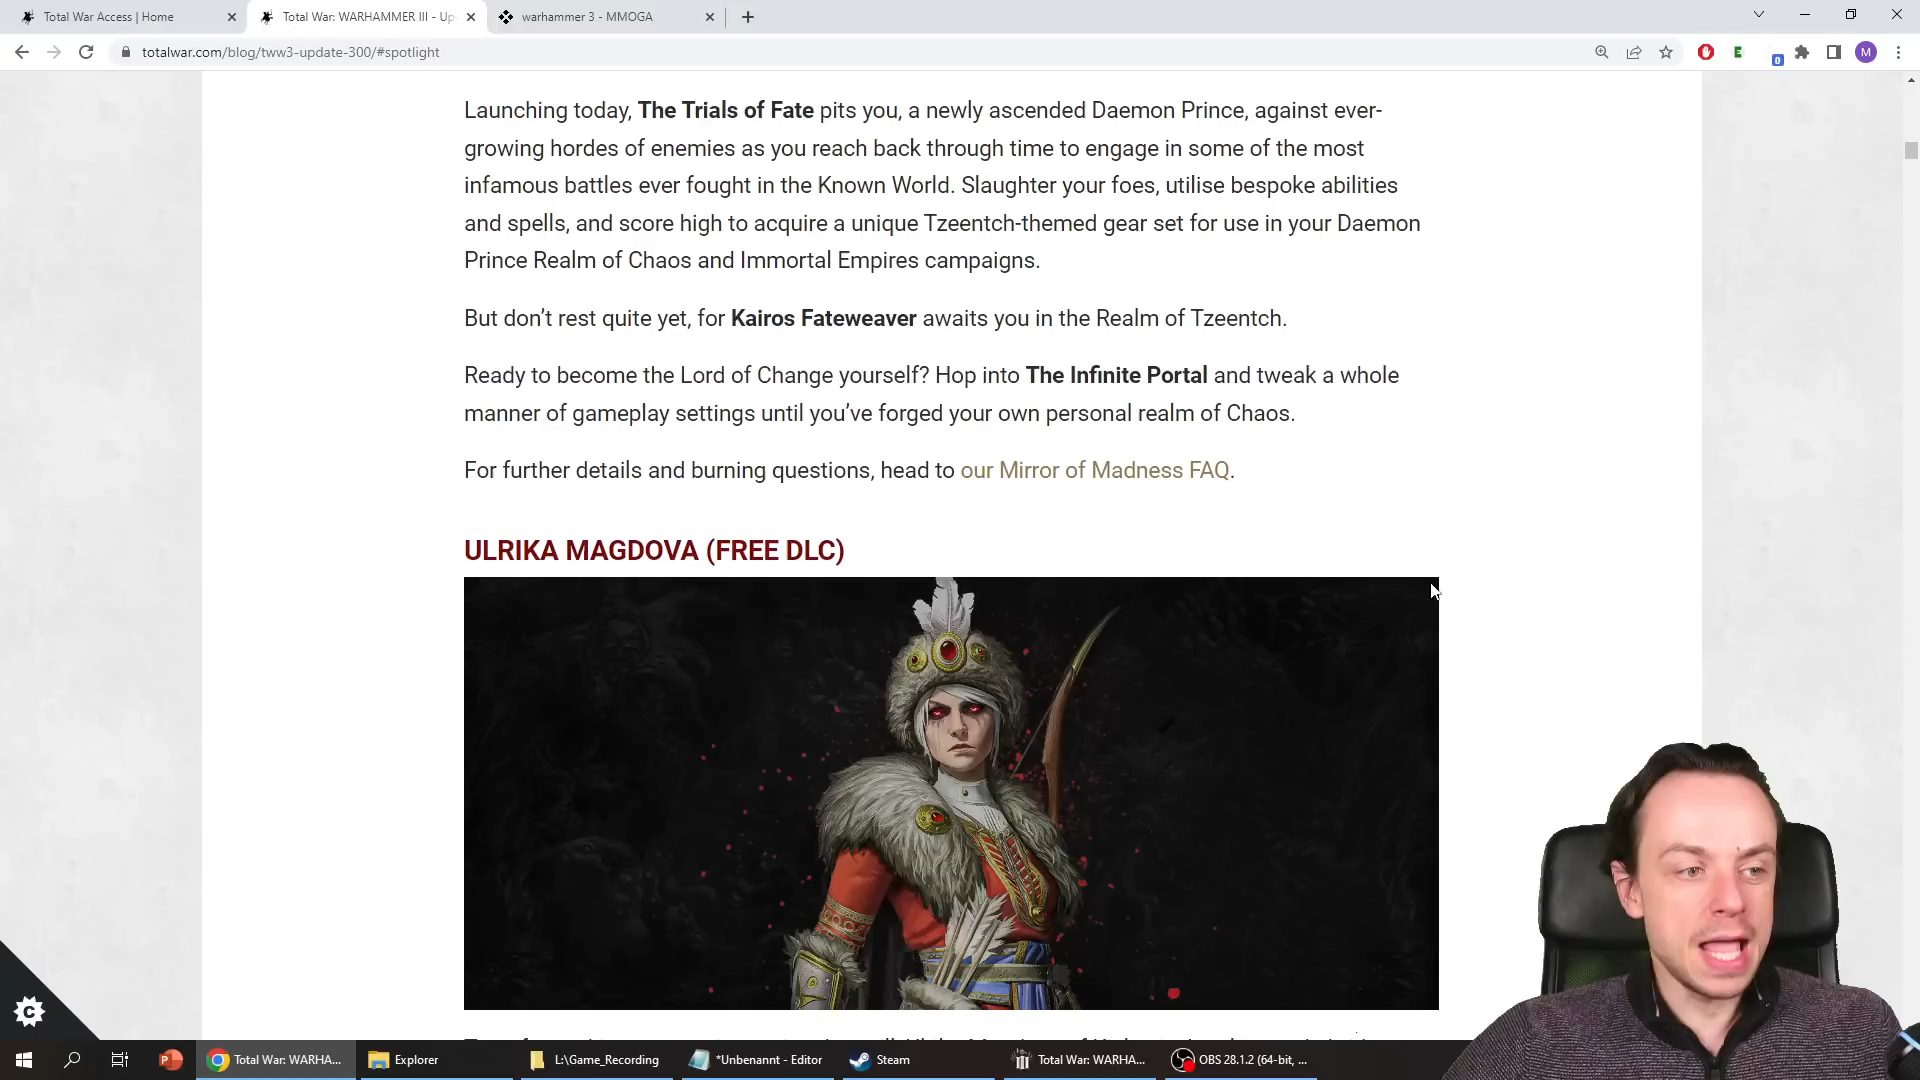 Total War Access | Home
Total War: WARHAMMER III - Up
warhammer 3 - MMOGA
totalwar.com/blog/tww3-update-300/#spotlight
E
0
M
Launching today, The Trials of Fate pits you, a newly ascended Daemon Prince, against ever-
growing hordes of enemies as you reach back through time to engage in some of the most
infamous battles ever fought in the Known World. Slaughter your foes, utilise bespoke abilities
and spells, and score high to acquire a unique Tzeentch-themed gear set for use in your Daemon
Prince Realm of Chaos and Immortal Empires campaigns.
But don’t rest quite yet, for Kairos Fateweaver awaits you in the Realm of Tzeentch.
Ready to become the Lord of Change yourself? Hop into The Infinite Portal and tweak a whole
manner of gameplay settings until you’ve forged your own personal realm of Chaos.
For further details and burning questions, head to our Mirror of Madness FAQ.
ULRIKA MAGDOVA (FREE DLC)
C
P
Total War: WARHA...
Explorer
L:\Game_Recording
*Unbenannt - Editor
Steam
Total War: WARHA...
OBS 28.1.2 (64-bit, ...